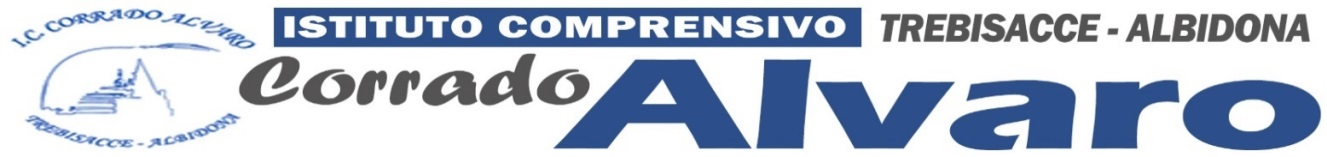 I.C. CORRADO ALVARO
TREBISACCE - ALBIDONA
ISTITUTO COMPRENSIVO TREBISACCE - ALBIDONA
Corrado Alvaro